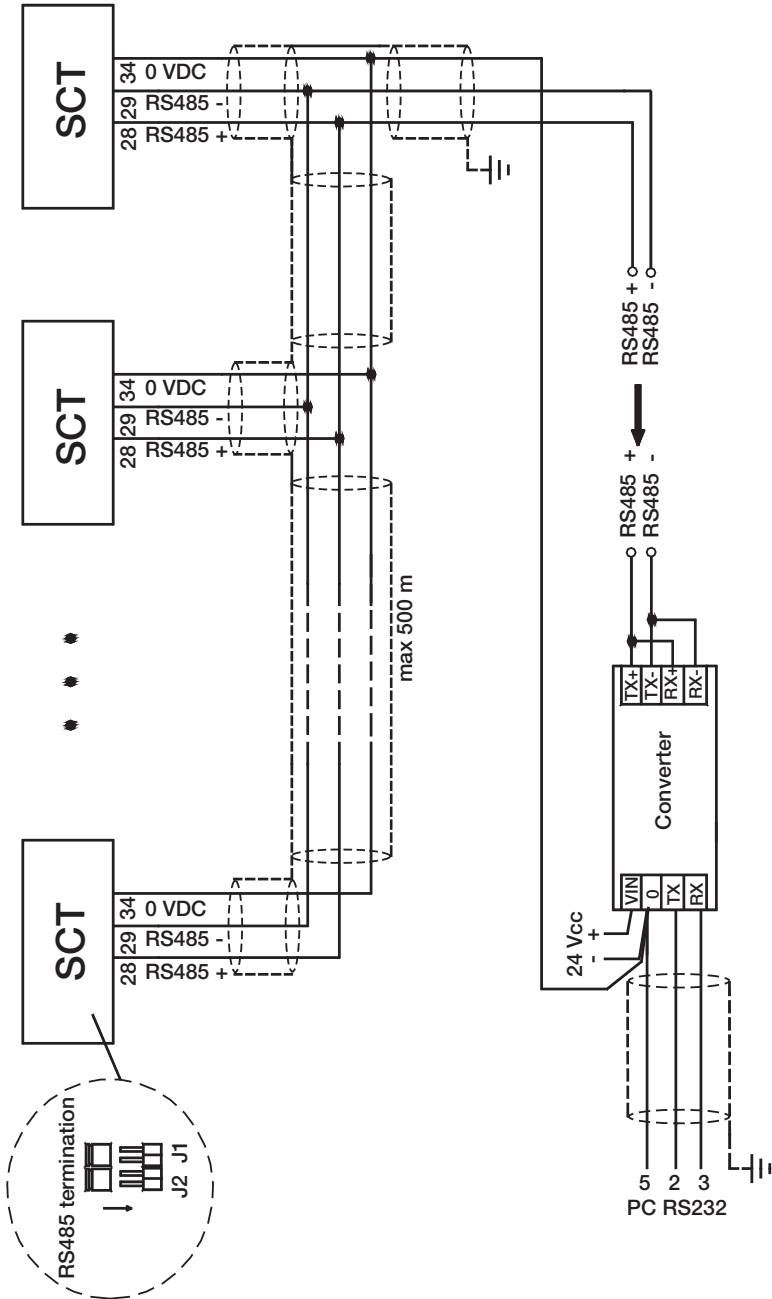 SCT
34 0 VDC
29 RS485 -
28 RS485 +
SCT
34 0 VDC
29 RS485 -
28 RS485 +
SCT
34 0 VDC
29 RS485 -
28 RS485 +
max 500 m
RS485 termination
J2 J1
RS485 +
RS485 -
RS485 +
RS485 -
TX+
TX-
RX+
RX-
Converter
VIN
0
TX
RX
24 Vcc
+
-
5 2 3
PC RS232